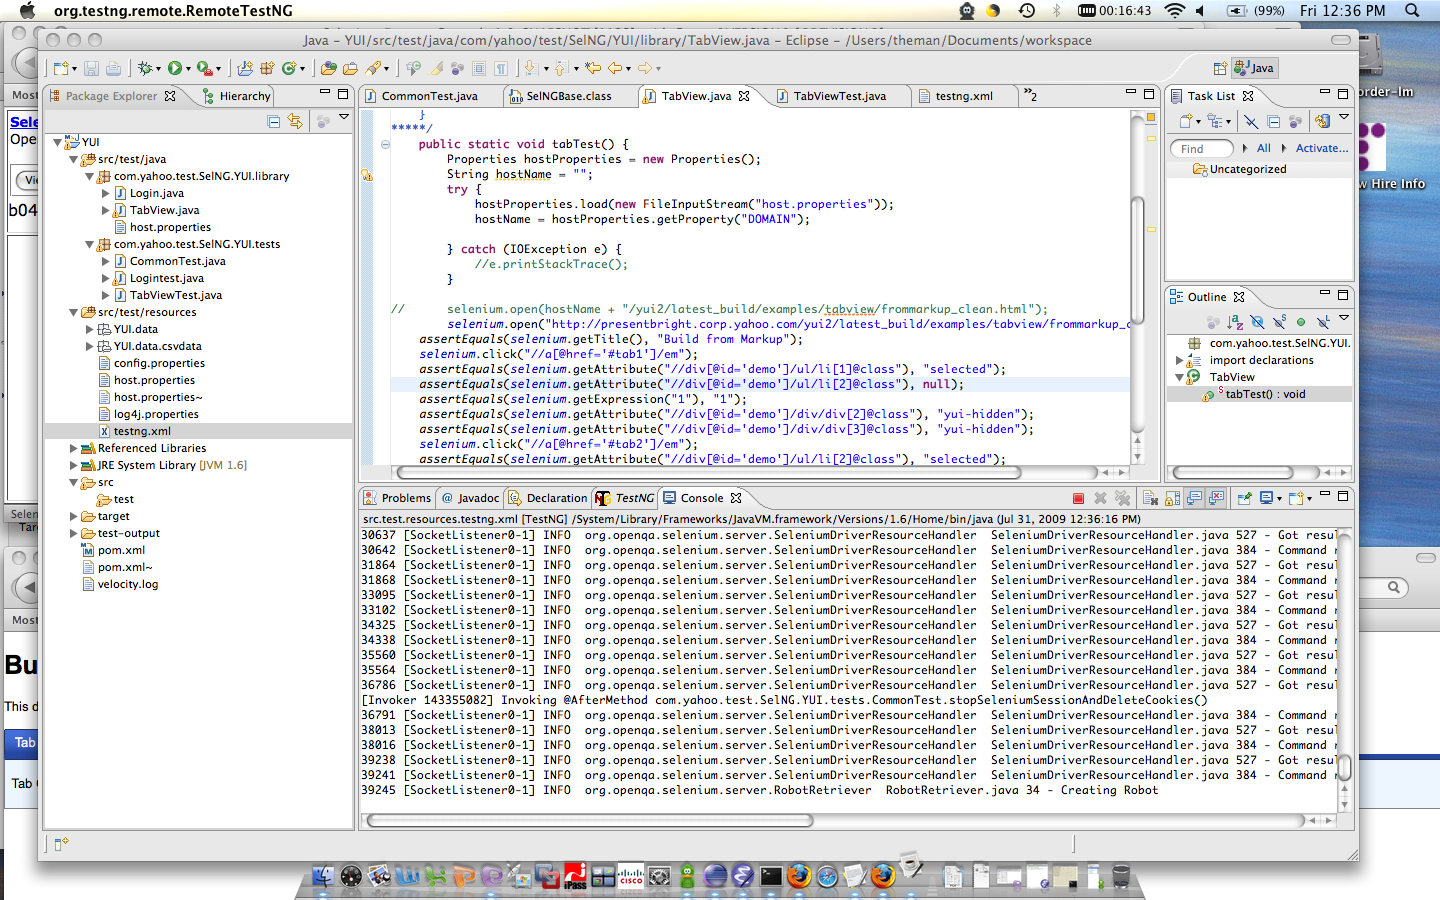 org.testng.remote.RemoteTestNG
00:16:43
(99%)
Fri 12:36 PM
Java – YUI/src/test/java/com/yahoo/test/SelNG/YUI/library/TabView.java – Eclipse – /Users/theman/Documents/workspace
Java
Package Explorer
Hierarchy
YUI
src/test/java
com.yahoo.test.SelNG.YUI.library
Login.java
TabView.java
host.properties
com.yahoo.test.SelNG.YUI.tests
CommonTest.java
Logintest.java
TabViewTest.java
src/test/resources
YUI.data
YUI.data.csvdata
config.properties
host.properties
host.properties~
log4j.properties
testng.xml
Referenced Libraries
JRE System Library [JVM 1.6]
src
test
target
test-output
pom.xml
pom.xml~
velocity.log
CommonTest.java
SelNGBase.class
TabView.java
TabViewTest.java
testng.xml
»2
}
*****/
public static void tabTest() {
Properties hostProperties = new Properties();
String hostName = "";
try {
hostProperties.load(new FileInputStream("host.properties"));
hostName = hostProperties.getProperty("DOMAIN");
} catch (IOException e) {
//e.printStackTrace();
}
// selenium.open(hostName + "/yui2/latest_build/examples/tabview/frommarkup_clean.html");
selenium.open("http://presentbright.corp.yahoo.com/yui2/latest_build/examples/tabview/frommarkup_c
assertEquals(selenium.getTitle(), "Build from Markup");
selenium.click("//a[@href='#tab1']/em");
assertEquals(selenium.getAttribute("//div[@id='demo']/ul/li[1]@class"), "selected");
assertEquals(selenium.getAttribute("//div[@id='demo']/ul/li[2]@class"), null);
assertEquals(selenium.getExpression("1"), "1");
assertEquals(selenium.getAttribute("//div[@id='demo']/div/div[2]@class"), "yui-hidden");
assertEquals(selenium.getAttribute("//div[@id='demo']/div/div[3]@class"), "yui-hidden");
selenium.click("//a[@href='#tab2']/em");
assertEquals(selenium.getAttribute("//div[@id='demo']/ul/li[2]@class"), "selected");
Task List
Find
All
Activate...
Uncategorized
Outline
com.yahoo.test.SelNG.YUI.
import declarations
TabView
tabTest() : void
Problems
@ Javadoc
Declaration
TestNG
Console
src.test.resources.testng.xml [TestNG] /System/Library/Frameworks/JavaVM.framework/Versions/1.6/Home/bin/java (Jul 31, 2009 12:36:16 PM)
30637 [SocketListener0-1] INFO org.openqa.selenium.server.SeleniumDriverResourceHandler SeleniumDriverResourceHandler.java 527 - Got resul
30642 [SocketListener0-1] INFO org.openqa.selenium.server.SeleniumDriverResourceHandler SeleniumDriverResourceHandler.java 384 - Command r
31864 [SocketListener0-1] INFO org.openqa.selenium.server.SeleniumDriverResourceHandler SeleniumDriverResourceHandler.java 527 - Got resul
31868 [SocketListener0-1] INFO org.openqa.selenium.server.SeleniumDriverResourceHandler SeleniumDriverResourceHandler.java 384 - Command r
33095 [SocketListener0-1] INFO org.openqa.selenium.server.SeleniumDriverResourceHandler SeleniumDriverResourceHandler.java 527 - Got resul
33102 [SocketListener0-1] INFO org.openqa.selenium.server.SeleniumDriverResourceHandler SeleniumDriverResourceHandler.java 384 - Command r
34325 [SocketListener0-1] INFO org.openqa.selenium.server.SeleniumDriverResourceHandler SeleniumDriverResourceHandler.java 527 - Got resul
34338 [SocketListener0-1] INFO org.openqa.selenium.server.SeleniumDriverResourceHandler SeleniumDriverResourceHandler.java 384 - Command r
35560 [SocketListener0-1] INFO org.openqa.selenium.server.SeleniumDriverResourceHandler SeleniumDriverResourceHandler.java 527 - Got resul
35564 [SocketListener0-1] INFO org.openqa.selenium.server.SeleniumDriverResourceHandler SeleniumDriverResourceHandler.java 384 - Command r
36786 [SocketListener0-1] INFO org.openqa.selenium.server.SeleniumDriverResourceHandler SeleniumDriverResourceHandler.java 527 - Got resul
[Invoker 143355082] Invoking @AfterMethod com.yahoo.test.SelNG.YUI.tests.CommonTest.stopSeleniumSessionAndDeleteCookies()
36791 [SocketListener0-1] INFO org.openqa.selenium.server.SeleniumDriverResourceHandler SeleniumDriverResourceHandler.java 384 - Command r
38013 [SocketListener0-1] INFO org.openqa.selenium.server.SeleniumDriverResourceHandler SeleniumDriverResourceHandler.java 527 - Got resul
38016 [SocketListener0-1] INFO org.openqa.selenium.server.SeleniumDriverResourceHandler SeleniumDriverResourceHandler.java 384 - Command r
39238 [SocketListener0-1] INFO org.openqa.selenium.server.SeleniumDriverResourceHandler SeleniumDriverResourceHandler.java 527 - Got resul
39241 [SocketListener0-1] INFO org.openqa.selenium.server.SeleniumDriverResourceHandler SeleniumDriverResourceHandler.java 384 - Command r
39245 [SocketListener0-1] INFO org.openqa.selenium.server.RobotRetriever RobotRetriever.java 34 - Creating Robot
Most
Sele
Ope
Vie
b04
Selen
Targ
Most
Bu
This d
Tab
Tab C
order-lm
w Hire Info
iPass
CISCO